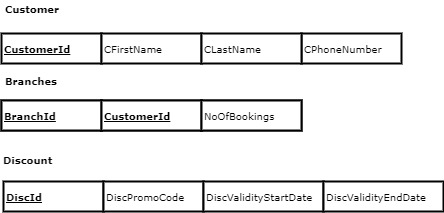 Customer
CustomerId CFirstName CLastName CPhoneNumber
Branches
BranchId CustomerId NoOfBookings
Discount
DiscId DiscPromoCode DiscValidityStartDate DiscValidityEndDate